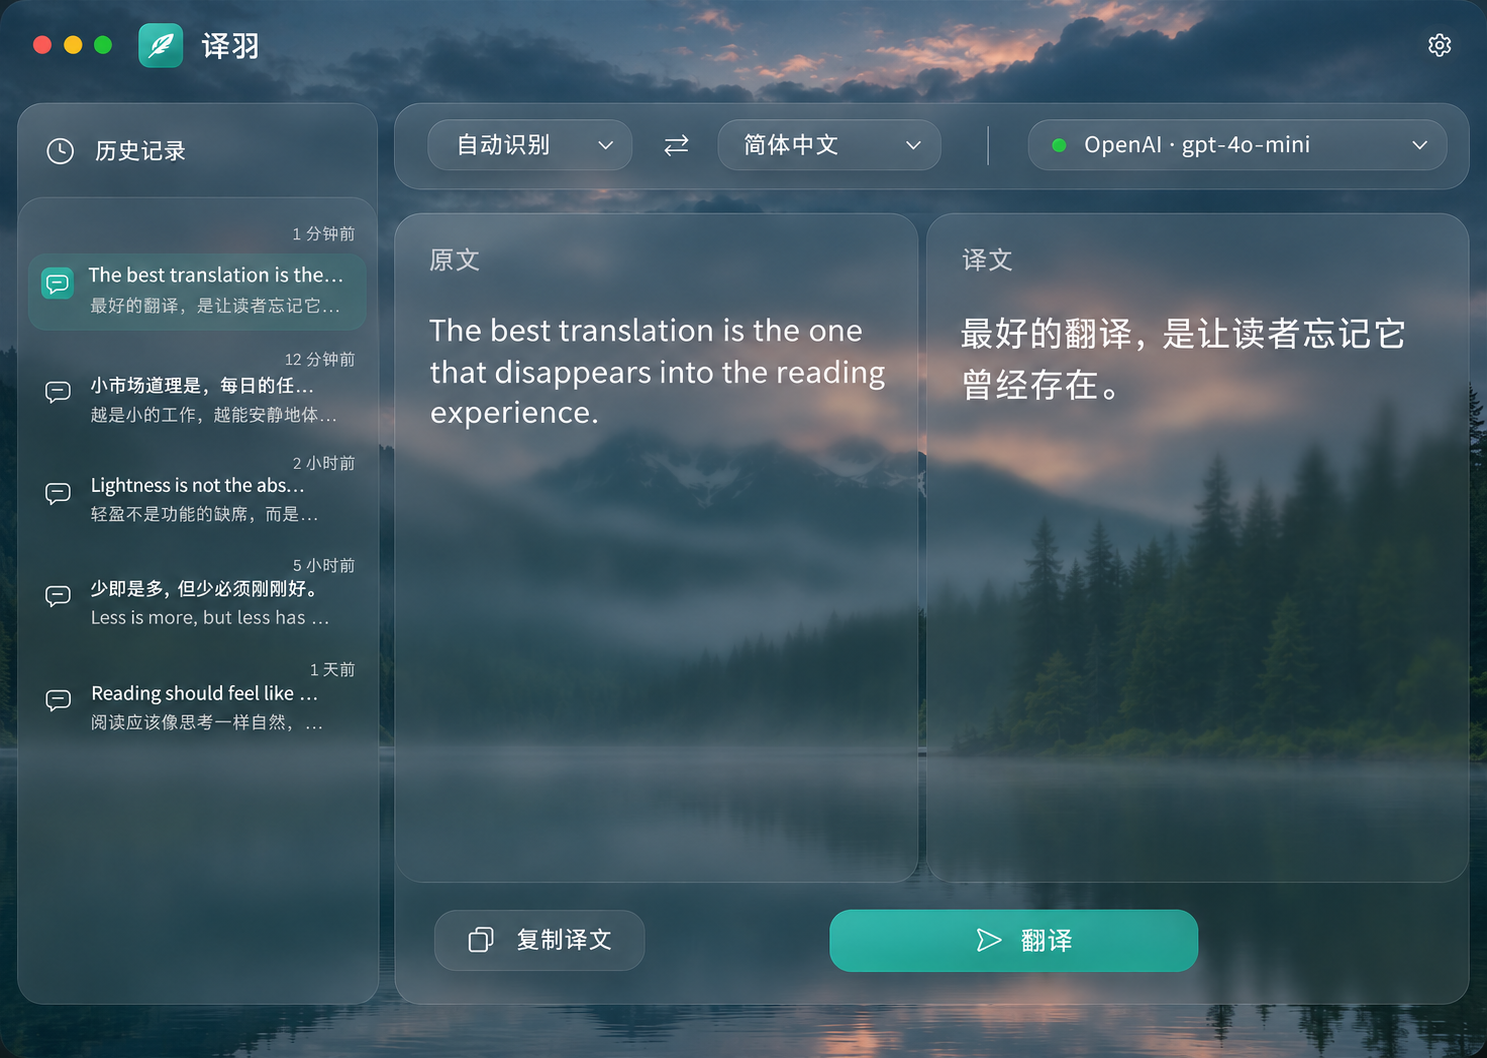 译羽
历史记录
1 分钟前
The best translation is the...
最好的翻译，是让读者忘记它...
12 分钟前
小市场道理是，每日的任...
越是小的工作，越能安静地体...
2 小时前
Lightness is not the abs...
轻盈不是功能的缺席，而是...
5 小时前
少即是多，但少必须刚刚好。
Less is more, but less has ...
1 天前
Reading should feel like ...
阅读应该像思考一样自然，...
自动识别
简体中文
OpenAI · gpt-4o-mini
原文
The best translation is the one
that disappears into the reading
experience.
译文
最好的翻译，是让读者忘记它
曾经存在。
复制译文
翻译